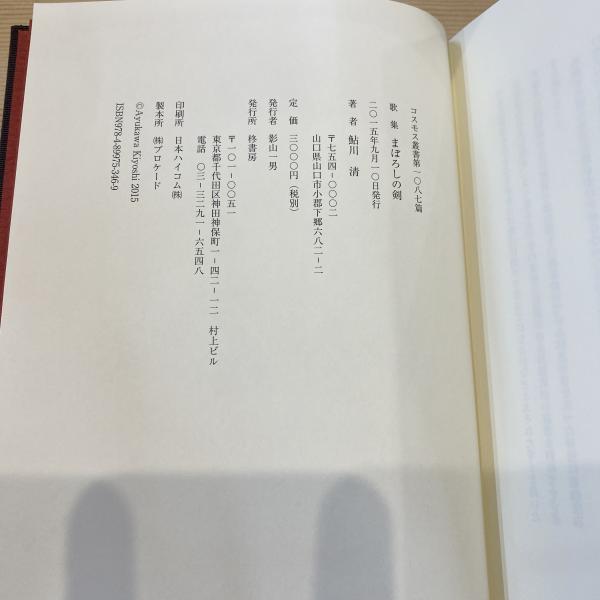 コスモス叢書第一〇八七篇
歌 集 まぼろしの剣
二〇一五年九月一〇日発行
著 者 鮎川 清
〒七五四-〇〇〇二
山口県山口市小郡下郷六八二-二
定 価 三〇〇〇円（税別）
発行者 影山一男
発行所 柊書房
〒一〇一-〇〇五一
東京都千代田区神田神保町一-四二-一二 村上ビル
電話 〇三-三二九一-六五四八
印刷所 日本ハイコム㈱
製本所 ㈱ブロケード
©Ayukawa Kiyoshi 2015
ISBN978-4-89975-346-9